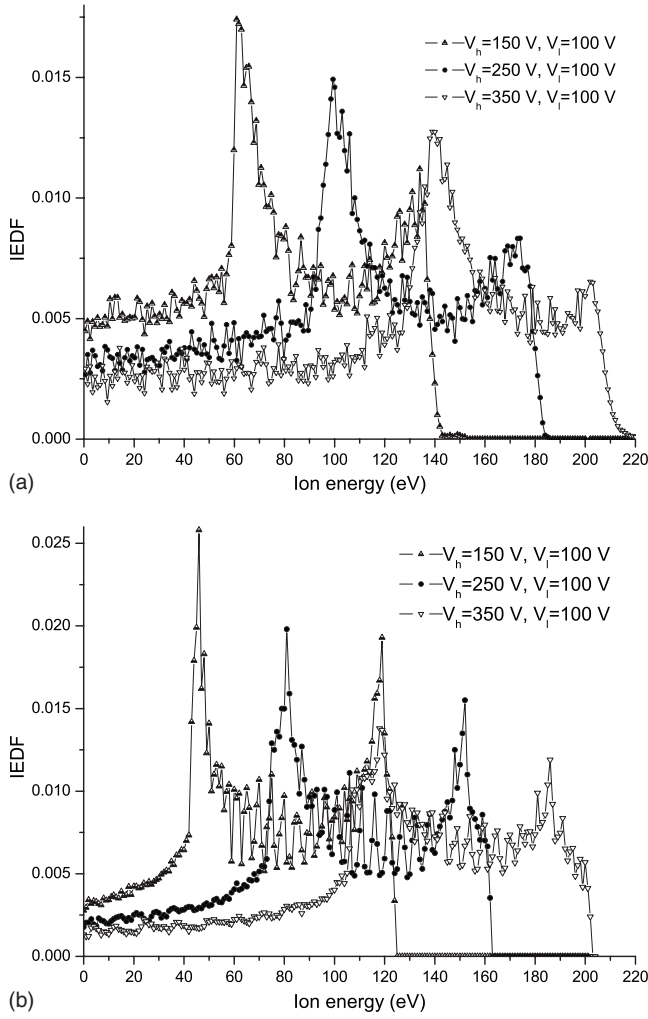 0.015
0.010
0.005
0.000
IEDF
V_h=150 V, V_l=100 V
V_h=250 V, V_l=100 V
V_h=350 V, V_l=100 V
0 20 40 60 80 100 120 140 160 180 200 220
Ion energy (eV)
(a)
0.025
0.020
0.015
0.010
0.005
0.000
IEDF
V_h=150 V, V_l=100 V
V_h=250 V, V_l=100 V
V_h=350 V, V_l=100 V
0 20 40 60 80 100 120 140 160 180 200 220
Ion energy (eV)
(b)